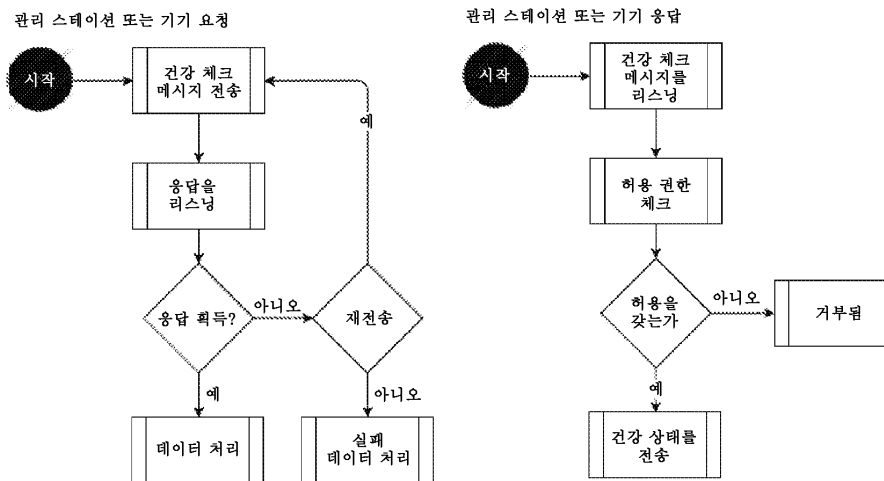 관리 스테이션 또는 기기 요청
시작
건강 체크
메시지 전송
예
응답을
리스닝
응답 획득?
아니오
재전송
예
아니오
데이터 처리
실패
데이터 처리
관리 스테이션 또는 기기 응답
시작
건강 체크
메시지를
리스닝
허용 권한
체크
허용을
갖는가
아니오
거부됨
예
건강 상태를
전송